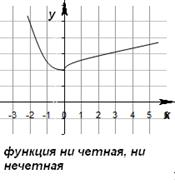 y
-3 -2 -1 0 1 2 3 4 5 x
функция ни четная, ни
нечетная